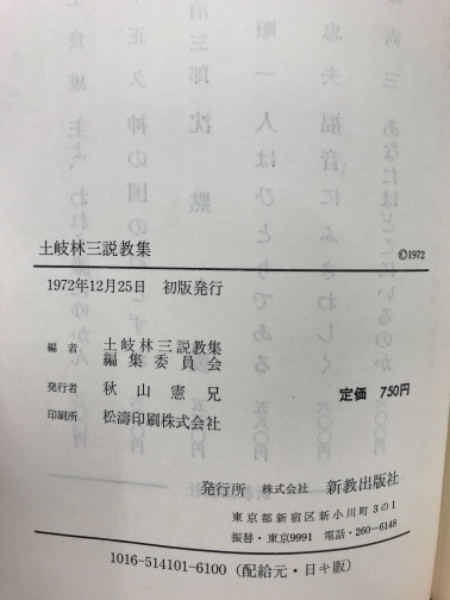 土岐林三説教集
©1972
1972年12月25日 初版発行
編者 土岐林三説教集
編集委員会
発行者 秋山憲兄
定価 750円
印刷所 松濤印刷株式会社
発行所 株式会社 新教出版社
東京都新宿区新小川町3の1
振替・東京9991 電話・260―6148
1016-514101-6100 (配給元・日キ販)